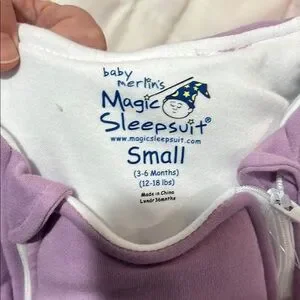 baby
merlin's
Magic
Sleepsuit®
www.magicsleepsuit.com
Small
(3-6 Months)
(12-18 lbs)
Made in China